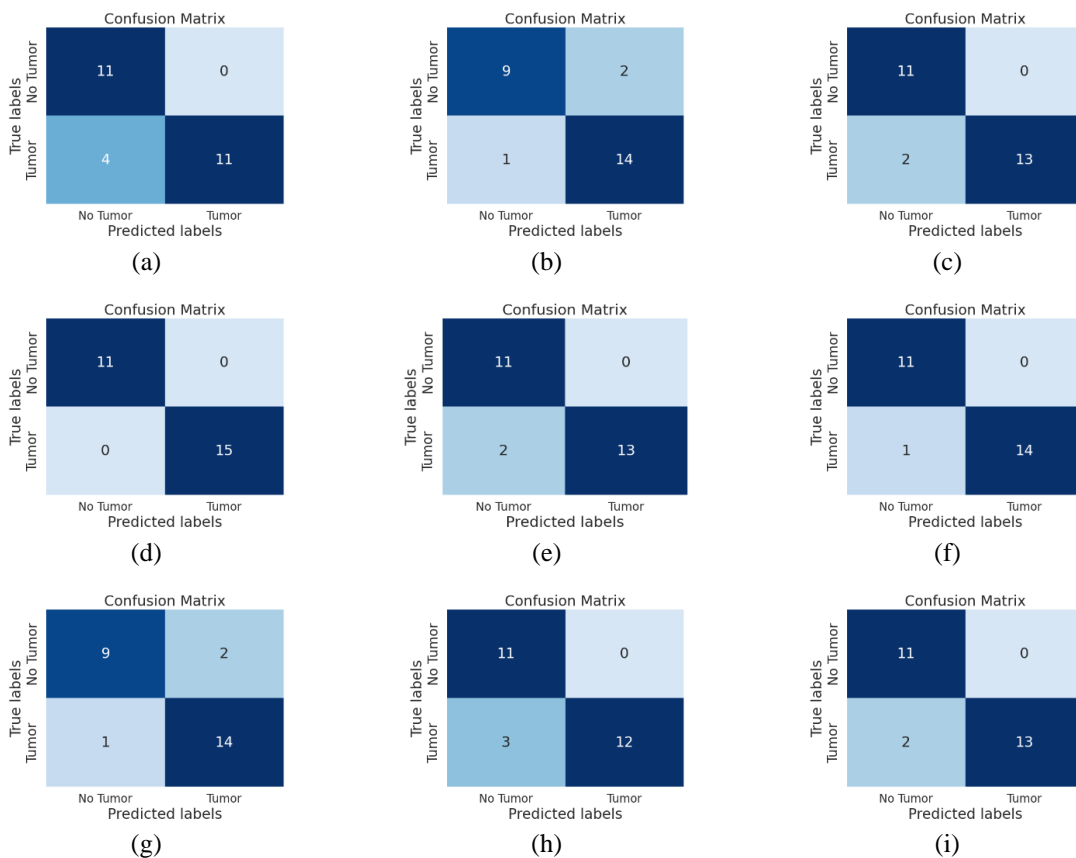 Confusion Matrix
True labels
No Tumor
Tumor
11 0
4 11
No Tumor Tumor
Predicted labels
(a)
Confusion Matrix
True labels
No Tumor
Tumor
9 2
1 14
No Tumor Tumor
Predicted labels
(b)
Confusion Matrix
True labels
No Tumor
Tumor
11 0
2 13
No Tumor Tumor
Predicted labels
(c)
Confusion Matrix
True labels
No Tumor
Tumor
11 0
0 15
No Tumor Tumor
Predicted labels
(d)
Confusion Matrix
True labels
No Tumor
Tumor
11 0
2 13
No Tumor Tumor
Predicted labels
(e)
Confusion Matrix
True labels
No Tumor
Tumor
11 0
1 14
No Tumor Tumor
Predicted labels
(f)
Confusion Matrix
True labels
No Tumor
Tumor
9 2
1 14
No Tumor Tumor
Predicted labels
(g)
Confusion Matrix
True labels
No Tumor
Tumor
11 0
3 12
No Tumor Tumor
Predicted labels
(h)
Confusion Matrix
True labels
No Tumor
Tumor
11 0
2 13
No Tumor Tumor
Predicted labels
(i)